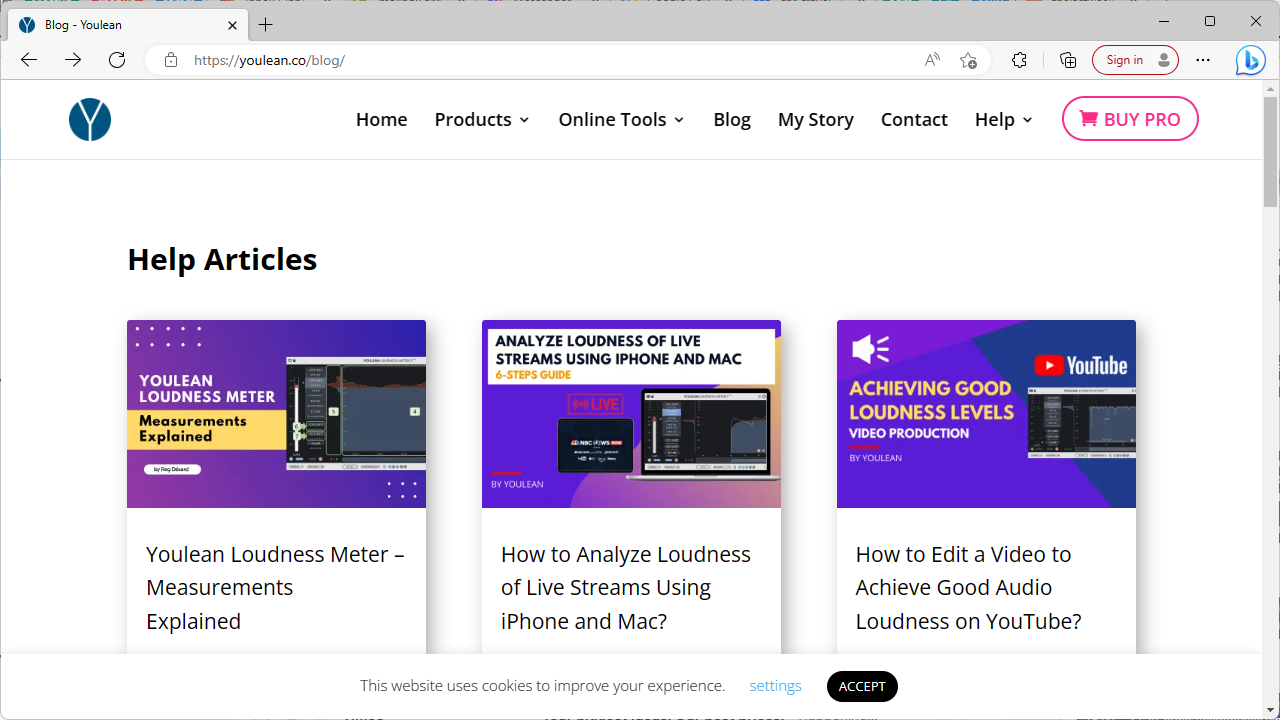 Blog - Youlean
https://youlean.co/blog/
Sign in
Home Products Online Tools Blog My Story Contact Help BUY PRO
Help Articles
YOULEAN
LOUDNESS METER
Measurements
Explained
by Reg Désard
ANALYZE LOUDNESS OF LIVE
STREAMS USING IPHONE AND MAC
6-STEPS GUIDE
LIVE
NBC NEWS NOW
BY YOULEAN
YouTube
ACHIEVING GOOD
LOUDNESS LEVELS
VIDEO PRODUCTION
BY YOULEAN
Youlean Loudness Meter –
Measurements
Explained
How to Analyze Loudness
of Live Streams Using
iPhone and Mac?
How to Edit a Video to
Achieve Good Audio
Loudness on YouTube?
This website uses cookies to improve your experience. settings ACCEPT